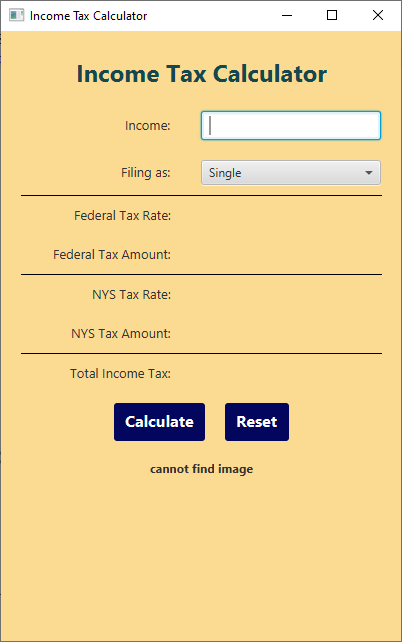 Income Tax Calculator
Income Tax Calculator
Income:
Filing as: Single
Federal Tax Rate:
Federal Tax Amount:
NYS Tax Rate:
NYS Tax Amount:
Total Income Tax:
Calculate Reset
cannot find image